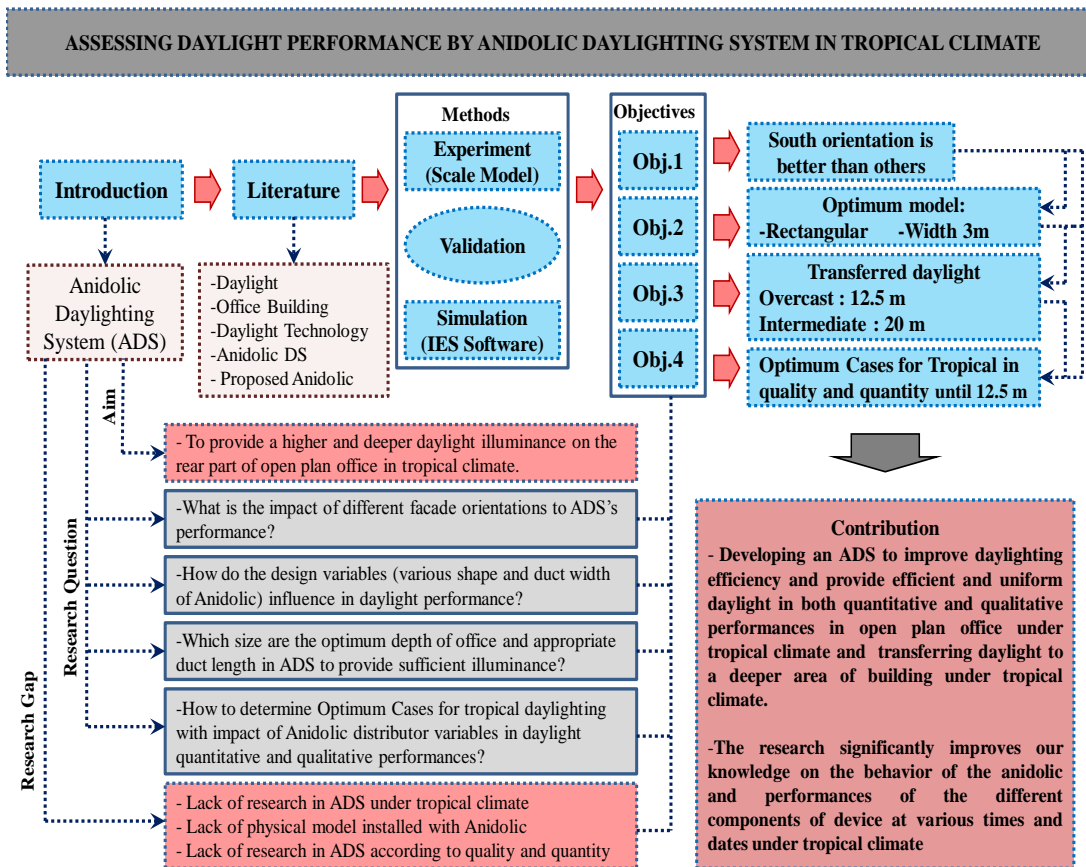 ASSESSING DAYLIGHT PERFORMANCE BY ANIDOLIC DAYLIGHTING SYSTEM IN TROPICAL CLIMATE
Introduction
Literature
Methods
Experiment
(Scale Model)
Validation
Simulation
(IES Software)
Objectives
Obj.1
Obj.2
Obj.3
Obj.4
South orientation is
better than others
Optimum model:
-Rectangular -Width 3m
Transferred daylight
Overcast : 12.5 m
Intermediate : 20 m
Optimum Cases for Tropical in
quality and quantity until 12.5 m
Anidolic
Daylighting
System (ADS)
-Daylight
-Office Building
-Daylight Technology
-Anidolic DS
- Proposed Anidolic
Aim
Research Question
Research Gap
- To provide a higher and deeper daylight illuminance on the
rear part of open plan office in tropical climate.
-What is the impact of different facade orientations to ADS's
performance?
-How do the design variables (various shape and duct width
of Anidolic) influence in daylight performance?
-Which size are the optimum depth of office and appropriate
duct length in ADS to provide sufficient illuminance?
-How to determine Optimum Cases for tropical daylighting
with impact of Anidolic distributor variables in daylight
quantitative and qualitative performances?
- Lack of research in ADS under tropical climate
- Lack of physical model installed with Anidolic
- Lack of research in ADS according to quality and quantity
Contribution
- Developing an ADS to improve daylighting
efficiency and provide efficient and uniform
daylight in both quantitative and qualitative
performances in open plan office under
tropical climate and transferring daylight to
a deeper area of building under tropical
climate.
-The research significantly improves our
knowledge on the behavior of the anidolic
and performances of the different
components of device at various times and
dates under tropical climate